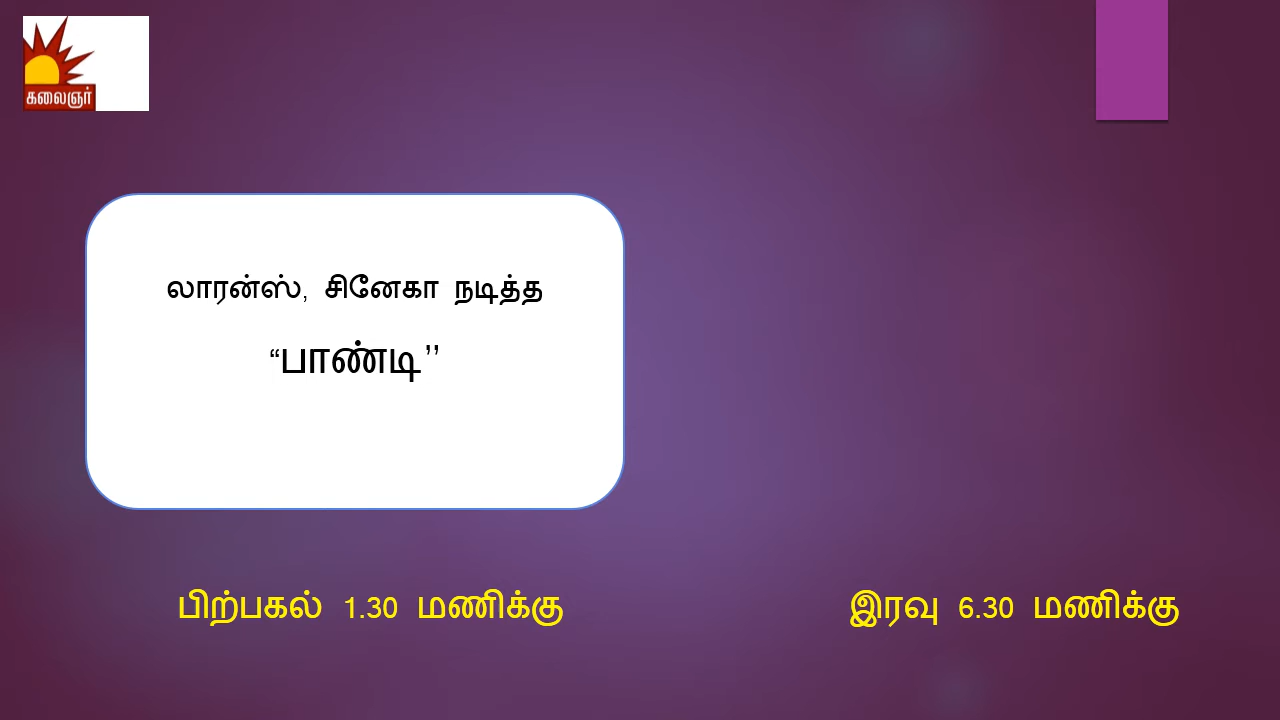 கலைஞர்
லாரன்ஸ், சினேகா நடித்த
“பாண்டி’’
பிற்பகல் 1.30 மணிக்கு
இரவு 6.30 மணிக்கு